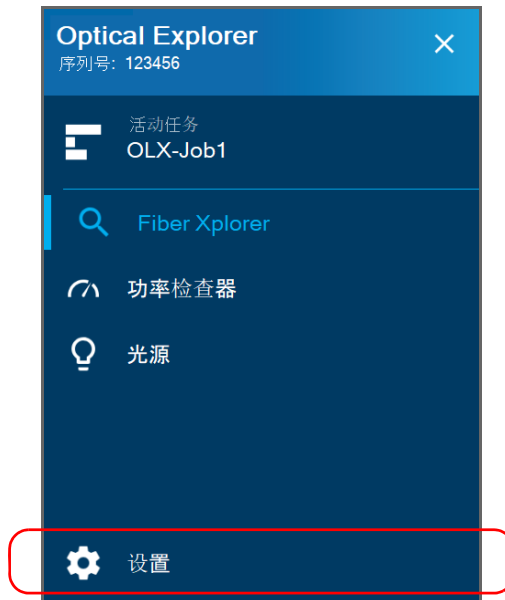 Optical Explorer
序列号: 123456
活动任务
OLX-Job1
Fiber Xplorer
功率检查器
光源
设置